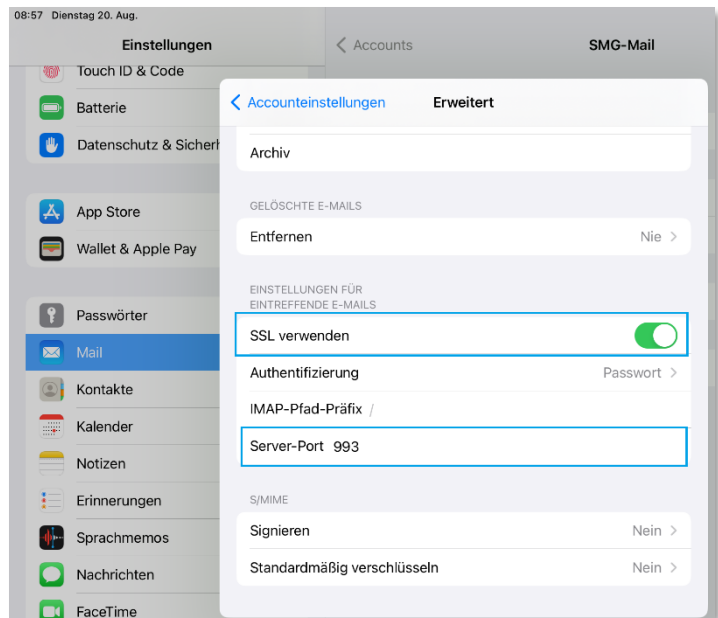 08:57 Dienstag 20. Aug.
Einstellungen
Touch ID & Code
Batterie
Datenschutz & Sicherh
App Store
Wallet & Apple Pay
Passwörter
Mail
Kontakte
Kalender
Notizen
Erinnerungen
Sprachmemos
Nachrichten
FaceTime
Accounts SMG-Mail
Accounteinstellungen Erweitert
Archiv
GELÖSCHTE E-MAILS
Entfernen Nie
EINSTELLUNGEN FÜR
EINTREFFENDE E-MAILS
SSL verwenden
Authentifizierung Passwort
IMAP-Pfad-Präfix /
Server-Port 993
S/MIME
Signieren Nein
Standardmäßig verschlüsseln Nein